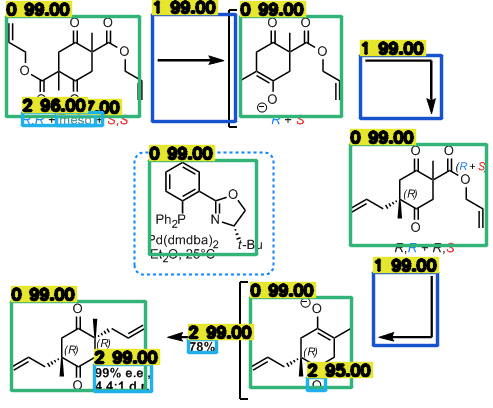 0 99.00
1 99.00
0 99.00
O
O
O
O
O
O
O
O
O
O
O
⊖
1 99.00
2 96.00
7.00
R,R + (meso) + S,S
R + S
0 99.00
0 99.00
O
O
(R + S
O
(R)
O
Ph2P
O
N
t-Bu
Pd(dmdba)2
Et2O, 25°C
R,R + R,S
1 99.00
0 99.00
0 99.00
2 99.00
78%
O
⊖
O
(R)
(R)
O
(R)
O
2 99.00
99% e.e.,
4.4:1 d.r.
2 95.00